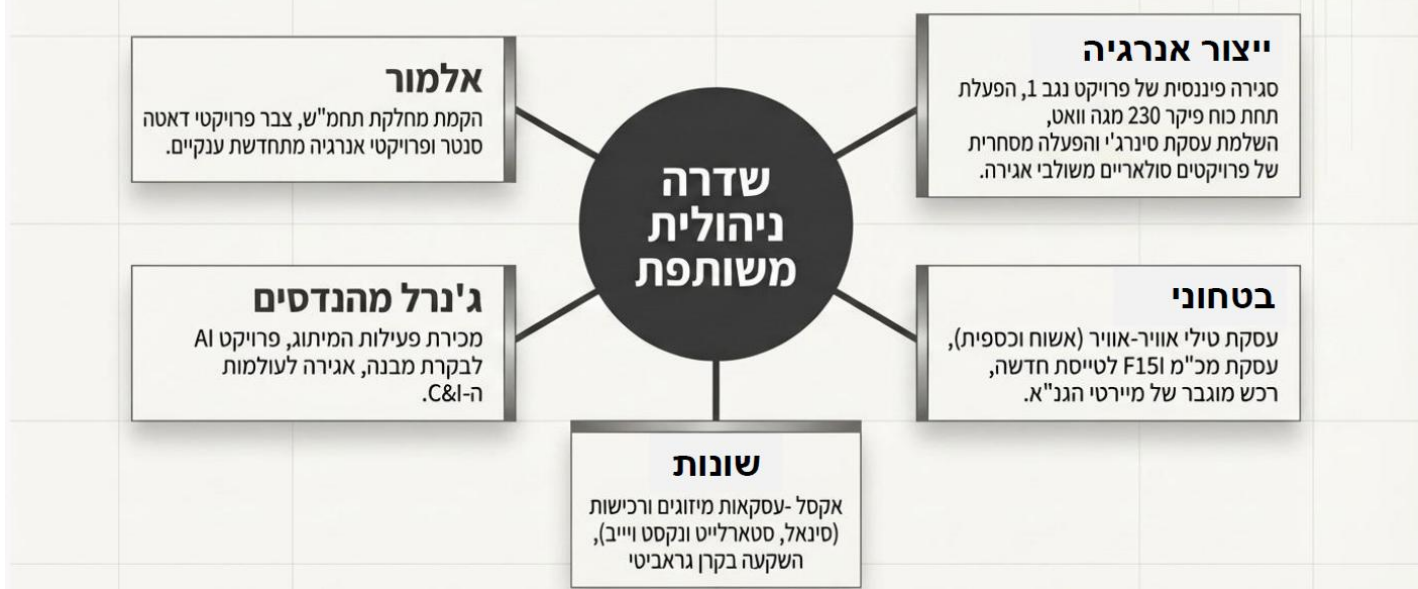 ייצור אנרגיה
סגירה פיננסית של פרויקט נגב 1, הפעלת
תחת כוח פיקר 230 מגה וואט,
השלמת עסקת סינרג'י והפעלה מסחרית
של פרויקטים סולאריים משולבי אגירה.
אלמור
הקמת מחלקת תחמ"ש, צבר פרויקטי דאטה
סנטר ופרויקטי אנרגיה מתחדשת ענקיים.
שדרה
ניהולית
משותפת
בטחוני
עסקת טילי אוויר-אוויר (אשוח וכספית),
עסקת מכ"מ F15I לטייסת חדשה,
רכש מוגבר של מיירטי הגנ"א.
ג'נרל מהנדסים
מכירת פעילות המיתוג, פרויקט AI
לבקרת מבנה, אגירה לעולמות
ה-C&I.
שונות
אקסל -עסקאות מיזוגים ורכישות
(סינאל, סטארלייט ונקסט ויייב),
השקעה בקרן גראביטי